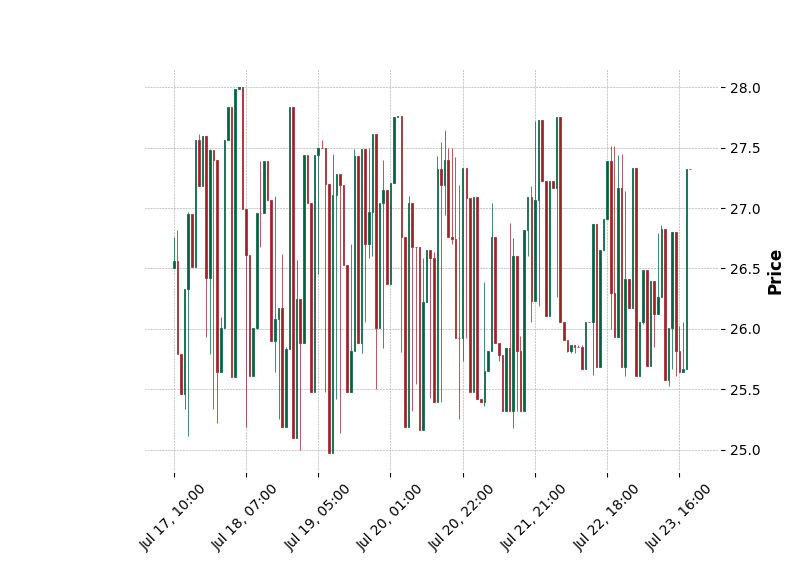 28.0
27.5
27.0
26.5
26.0
25.5
25.0
Price
Jul 17, 10:00
Jul 18, 07:00
Jul 19, 05:00
Jul 20, 01:00
Jul 20, 22:00
Jul 21, 21:00
Jul 22, 18:00
Jul 23, 16:00